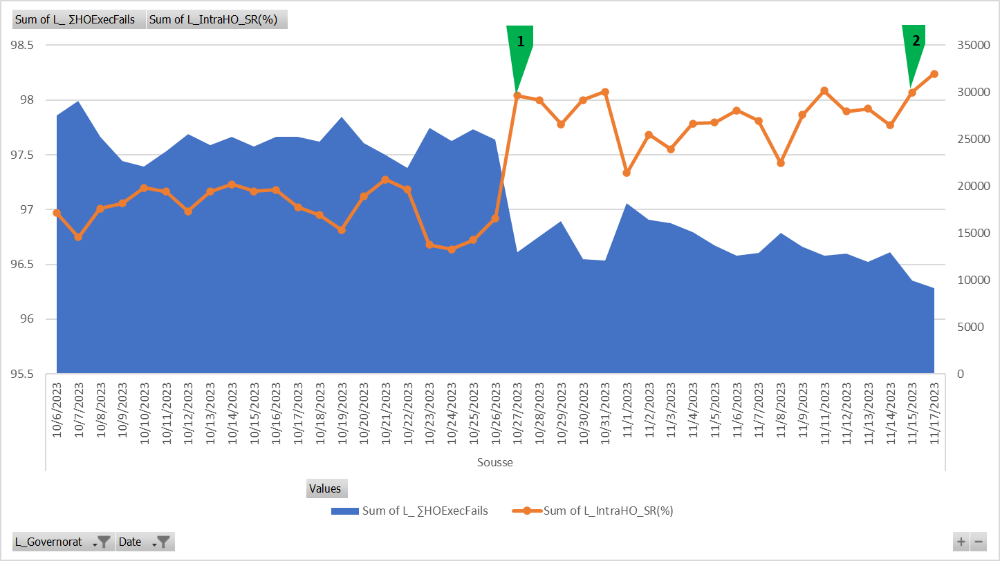 Sum of L_ ∑HOExecFails Sum of L_IntraHO_SR(%)
1 2
98.5 35000
98 30000
25000
97.5
20000
97
15000
96.5
10000
96
5000
95.5 0
10/6/2023 10/7/2023 10/8/2023 10/9/2023 10/10/2023 10/11/2023 10/12/2023 10/13/2023 10/14/2023 10/15/2023 10/16/2023 10/17/2023 10/18/2023 10/19/2023 10/20/2023 10/21/2023 10/22/2023 10/23/2023 10/24/2023 10/25/2023 10/26/2023 10/27/2023 10/28/2023 10/29/2023 10/30/2023 10/31/2023 11/1/2023 11/2/2023 11/3/2023 11/4/2023 11/5/2023 11/6/2023 11/7/2023 11/8/2023 11/9/2023 11/11/2023 11/12/2023 11/13/2023 11/14/2023 11/15/2023 11/17/2023
Sousse
Values
Sum of L_ ∑HOExecFails Sum of L_IntraHO_SR(%)
L_Governorat Date + −